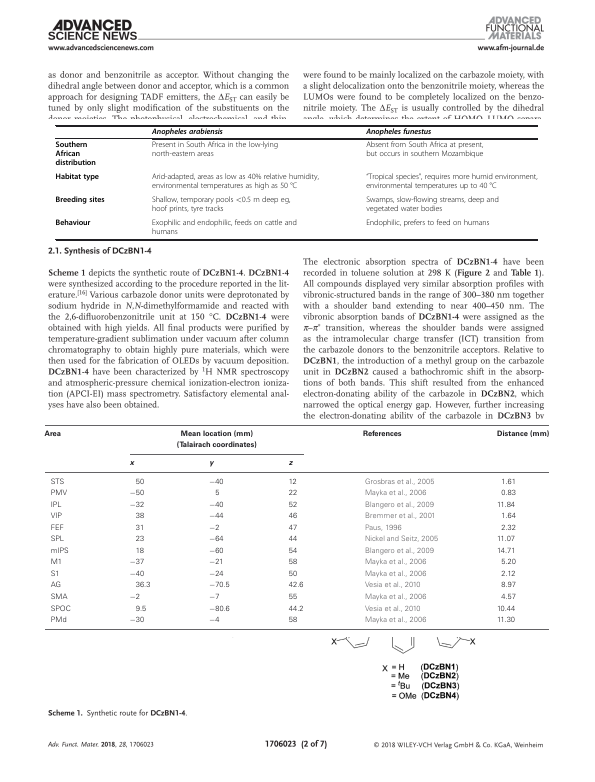 ADVANCED
SCIENCE NEWS
www.advancedsciencenews.com
ADVANCED
FUNCTIONAL
MATERIALS
www.afm-journal.de
as donor and benzonitrile as acceptor. Without changing the
dihedral angle between donor and acceptor, which is a common
approach for designing TADF emitters, the ΔEST can easily be
tuned by only slight modification of the substituents on the
donor moieties. The photophysical, electrochemical, and thin-
were found to be mainly localized on the carbazole moiety, with
a slight delocalization onto the benzonitrile moiety, whereas the
LUMOs were found to be completely localized on the benzo-
nitrile moiety. The ΔEST is usually controlled by the dihedral
angle, which determines the extent of HOMO–LUMO separa-
Anopheles arabiensis Anopheles funestus
Southern African distribution Present in South Africa in the low-lying north-eastern areas Absent from South Africa at present, but occurs in southern Mozambique
Habitat type Arid-adapted, areas as low as 40% relative humidity, environmental temperatures as high as 50 °C "Tropical species", requires more humid environment, environmental temperatures up to 40 °C
Breeding sites Shallow, temporary pools <0.5 m deep eg, hoof prints, tyre tracks Swamps, slow-flowing streams, deep and vegetated water bodies
Behaviour Exophilic and endophilic, feeds on cattle and humans Endophilic, prefers to feed on humans
2.1. Synthesis of DCzBN1-4
Scheme 1 depicts the synthetic route of DCzBN1-4. DCzBN1-4
were synthesized according to the procedure reported in the lit-
erature.[16] Various carbazole donor units were deprotonated by
sodium hydride in N,N-dimethylformamide and reacted with
the 2,6-difluorobenzonitrile unit at 150 °C. DCzBN1-4 were
obtained with high yields. All final products were purified by
temperature-gradient sublimation under vacuum after column
chromatography to obtain highly pure materials, which were
then used for the fabrication of OLEDs by vacuum deposition.
DCzBN1-4 have been characterized by 1H NMR spectroscopy
and atmospheric-pressure chemical ionization-electron ioniza-
tion (APCI-EI) mass spectrometry. Satisfactory elemental anal-
yses have also been obtained.
The electronic absorption spectra of DCzBN1-4 have been
recorded in toluene solution at 298 K (Figure 2 and Table 1).
All compounds displayed very similar absorption profiles with
vibronic-structured bands in the range of 300–380 nm together
with a shoulder band extending to near 400–450 nm. The
vibronic absorption bands of DCzBN1-4 were assigned as the
π–π* transition, whereas the shoulder bands were assigned
as the intramolecular charge transfer (ICT) transition from
the carbazole donors to the benzonitrile acceptors. Relative to
DCzBN1, the introduction of a methyl group on the carbazole
unit in DCzBN2 caused a bathochromic shift in the absorp-
tions of both bands. This shift resulted from the enhanced
electron-donating ability of the carbazole in DCzBN2, which
narrowed the optical energy gap. However, further increasing
the electron-donating ability of the carbazole in DCzBN3 by
Area Mean location (mm) (Talairach coordinates) References Distance (mm)
x y z
STS 50 −40 12 Grosbras et al., 2005 1.61
PMV −50 5 22 Mayka et al., 2006 0.83
IPL −32 −40 52 Blangero et al., 2009 11.84
VIP 38 −44 46 Bremmer et al., 2001 1.64
FEF 31 −2 47 Paus, 1996 2.32
SPL 23 −64 44 Nickel and Seitz, 2005 11.07
mIPS 18 −60 54 Blangero et al., 2009 14.71
M1 −37 −21 58 Mayka et al., 2006 5.20
S1 −40 −24 50 Mayka et al., 2006 2.12
AG 36.3 −70.5 42.6 Vesia et al., 2010 8.97
SMA −2 −7 55 Mayka et al., 2006 4.57
SPOC 9.5 −80.6 44.2 Vesia et al., 2010 10.44
PMd −30 −4 58 Mayka et al., 2006 11.30
X X
X = H (DCzBN1)
= Me (DCzBN2)
= tBu (DCzBN3)
= OMe (DCzBN4)
Scheme 1. Synthetic route for DCzBN1-4.
Adv. Funct. Mater. 2018, 28, 1706023
1706023 (2 of 7)
© 2018 WILEY-VCH Verlag GmbH & Co. KGaA, Weinheim